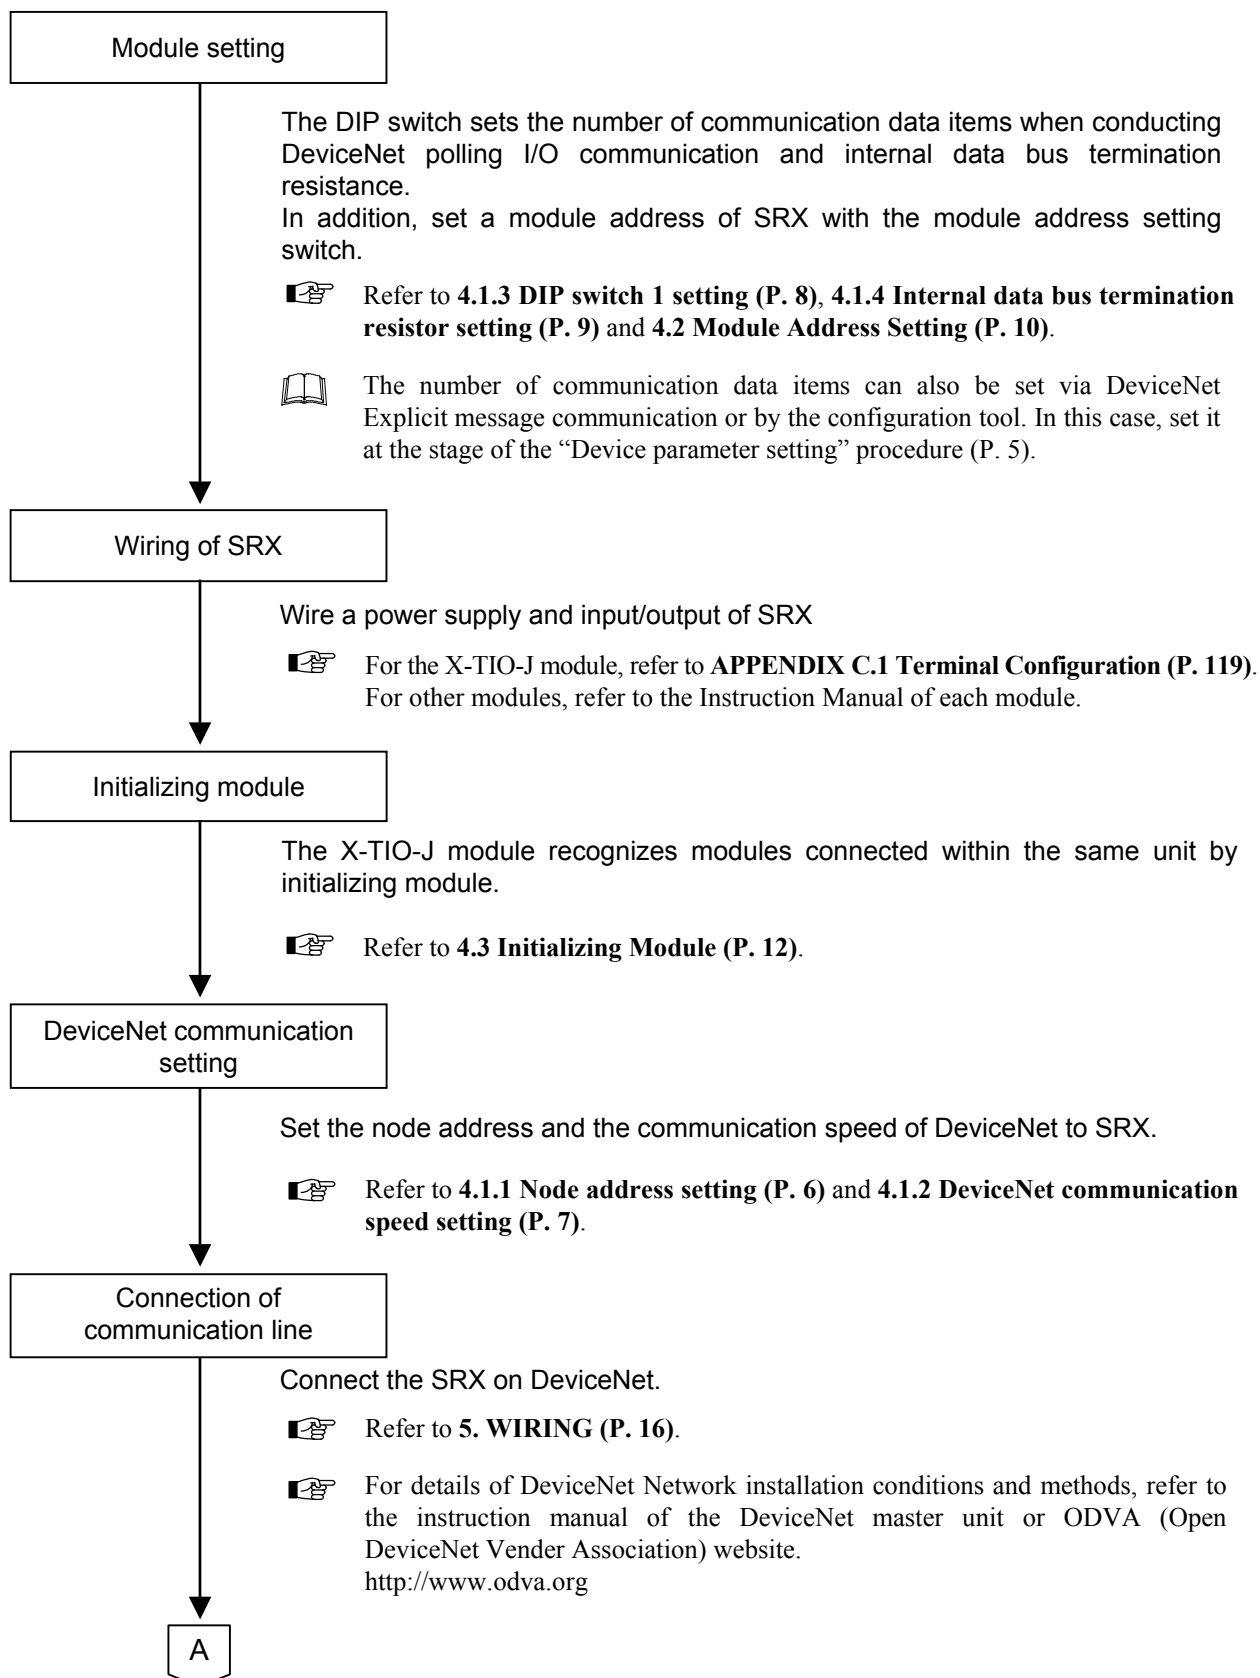 Module setting
The DIP switch sets the number of communication data items when conducting
DeviceNet polling I/O communication and internal data bus termination
resistance.
In addition, set a module address of SRX with the module address setting
switch.
Refer to 4.1.3 DIP switch 1 setting (P. 8), 4.1.4 Internal data bus termination
resistor setting (P. 9) and 4.2 Module Address Setting (P. 10).
The number of communication data items can also be set via DeviceNet
Explicit message communication or by the configuration tool. In this case, set it
at the stage of the “Device parameter setting” procedure (P. 5).
Wiring of SRX
Wire a power supply and input/output of SRX
For the X-TIO-J module, refer to APPENDIX C.1 Terminal Configuration (P. 119).
For other modules, refer to the Instruction Manual of each module.
Initializing module
The X-TIO-J module recognizes modules connected within the same unit by
initializing module.
Refer to 4.3 Initializing Module (P. 12).
DeviceNet communication
setting
Set the node address and the communication speed of DeviceNet to SRX.
Refer to 4.1.1 Node address setting (P. 6) and 4.1.2 DeviceNet communication
speed setting (P. 7).
Connection of
communication line
Connect the SRX on DeviceNet.
Refer to 5. WIRING (P. 16).
For details of DeviceNet Network installation conditions and methods, refer to
the instruction manual of the DeviceNet master unit or ODVA (Open
DeviceNet Vender Association) website.
http://www.odva.org
A